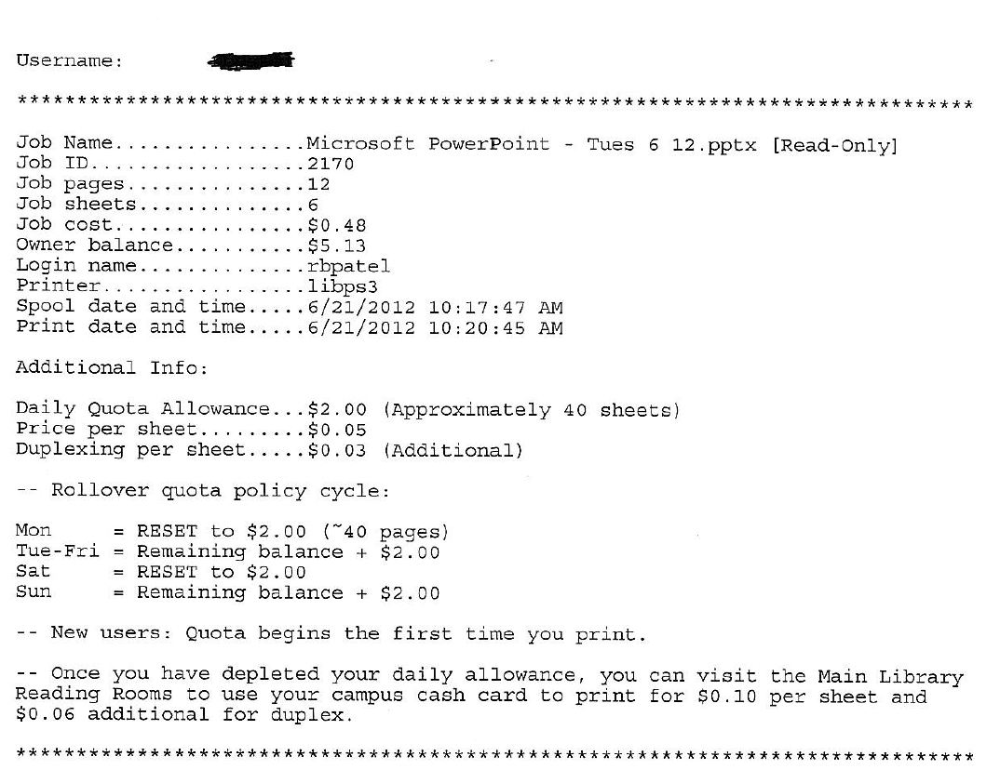 Username:
*******************************************************************************
Job Name................Microsoft PowerPoint - Tues 6 12.pptx [Read-Only]
Job ID..................2170
Job pages...............12
Job sheets..............6
Job cost................$0.48
Owner balance...........$5.13
Login name..............rbpatel
Printer.................libps3
Spool date and time.....6/21/2012 10:17:47 AM
Print date and time.....6/21/2012 10:20:45 AM
Additional Info:
Daily Quota Allowance...$2.00 (Approximately 40 sheets)
Price per sheet.........$0.05
Duplexing per sheet.....$0.03 (Additional)
-- Rollover quota policy cycle:
Mon     = RESET to $2.00 (~40 pages)
Tue-Fri = Remaining balance + $2.00
Sat     = RESET to $2.00
Sun     = Remaining balance + $2.00
-- New users: Quota begins the first time you print.
-- Once you have depleted your daily allowance, you can visit the Main Library
Reading Rooms to use your campus cash card to print for $0.10 per sheet and
$0.06 additional for duplex.
*******************************************************************************